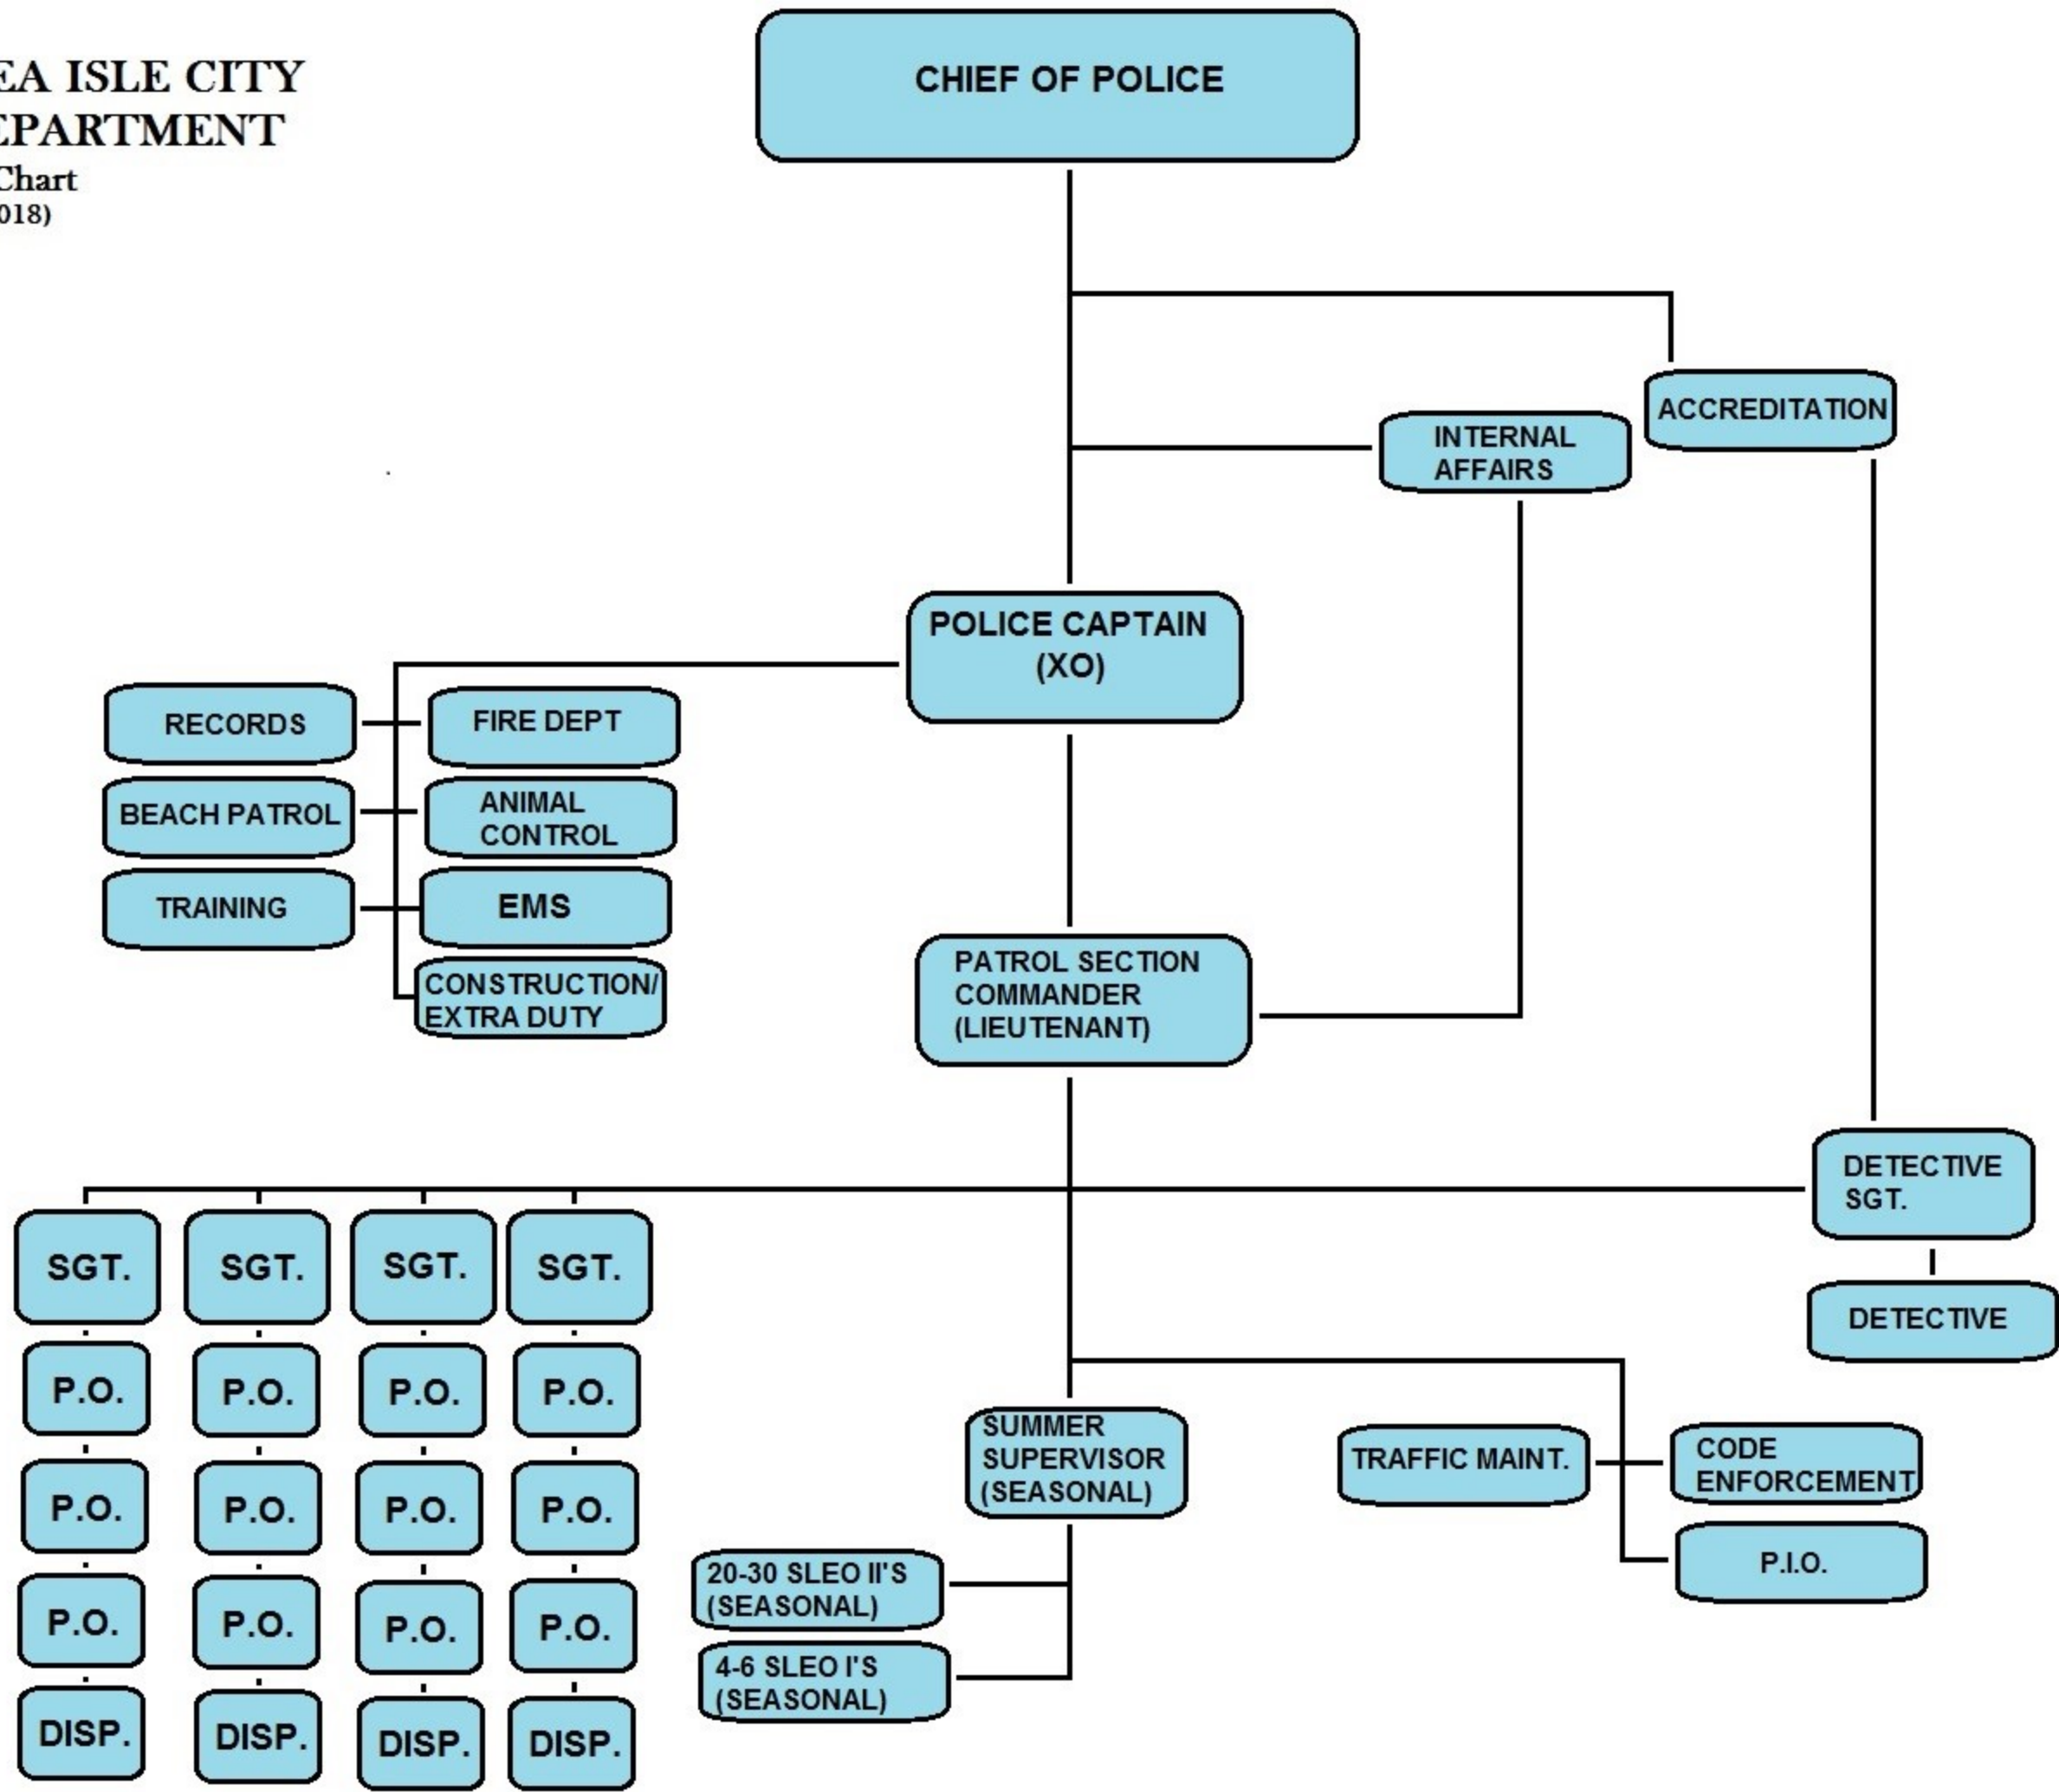 EA ISLE CITY
EPARTMENT
Chart
018)
CHIEF OF POLICE
ACCREDITATION
INTERNAL
AFFAIRS
POLICE CAPTAIN
(XO)
RECORDS
FIRE DEPT
BEACH PATROL
ANIMAL
CONTROL
TRAINING
EMS
CONSTRUCTION/
EXTRA DUTY
PATROL SECTION
COMMANDER
(LIEUTENANT)
DETECTIVE
SGT.
DETECTIVE
SGT.
SGT.
SGT.
SGT.
P.O.
P.O.
P.O.
P.O.
P.O.
P.O.
P.O.
P.O.
P.O.
P.O.
P.O.
P.O.
DISP.
DISP.
DISP.
DISP.
SUMMER
SUPERVISOR
(SEASONAL)
20-30 SLEO II'S
(SEASONAL)
4-6 SLEO I'S
(SEASONAL)
TRAFFIC MAINT.
CODE
ENFORCEMENT
P.I.O.